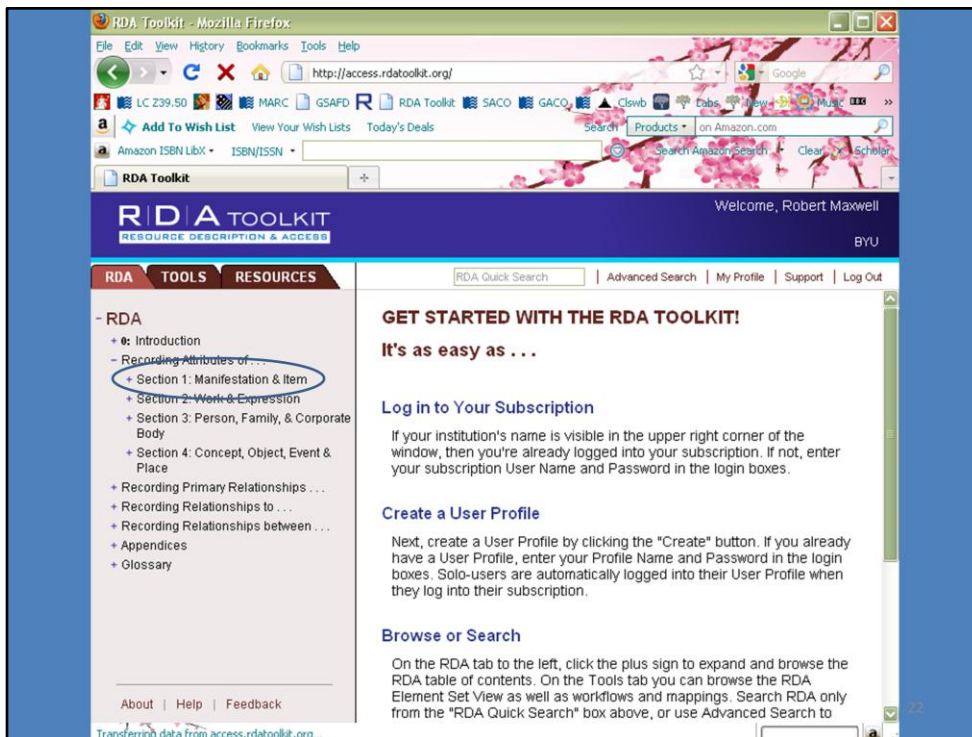 RDA Toolkit - Mozilla Firefox
File Edit View History Bookmarks Tools Help
http://access.rdatoolkit.org/
Google
LC Z39.50 MARC GSAFD RDA Toolkit SACO GACO Clswb Labs New Music
Add To Wish List View Your Wish Lists Today's Deals Search Products on Amazon.com
Amazon ISBN LibX ISBN/ISSN Search Amazon Search Clear Scholar
RDA Toolkit
R|D|A TOOLKIT
RESOURCE DESCRIPTION & ACCESS
Welcome, Robert Maxwell
BYU
RDA TOOLS RESOURCES
RDA Quick Search | Advanced Search | My Profile | Support | Log Out
- RDA
+ 0: Introduction
- Recording Attributes of . . .
+ Section 1: Manifestation & Item
+ Section 2: Work & Expression
+ Section 3: Person, Family, & Corporate
Body
+ Section 4: Concept, Object, Event &
Place
+ Recording Primary Relationships . . .
+ Recording Relationships to . . .
+ Recording Relationships between . . .
+ Appendices
+ Glossary
About | Help | Feedback
GET STARTED WITH THE RDA TOOLKIT!
It's as easy as . . .
Log in to Your Subscription
If your institution's name is visible in the upper right corner of the
window, then you're already logged into your subscription. If not, enter
your subscription User Name and Password in the login boxes.
Create a User Profile
Next, create a User Profile by clicking the "Create" button. If you already
have a User Profile, enter your Profile Name and Password in the login
boxes. Solo-users are automatically logged into their User Profile when
they log into their subscription.
Browse or Search
On the RDA tab to the left, click the plus sign to expand and browse the
RDA table of contents. On the Tools tab you can browse the RDA
Element Set View as well as workflows and mappings. Search RDA only
from the "RDA Quick Search" box above, or use Advanced Search to
Transferring data from access.rdatoolkit.org...
22